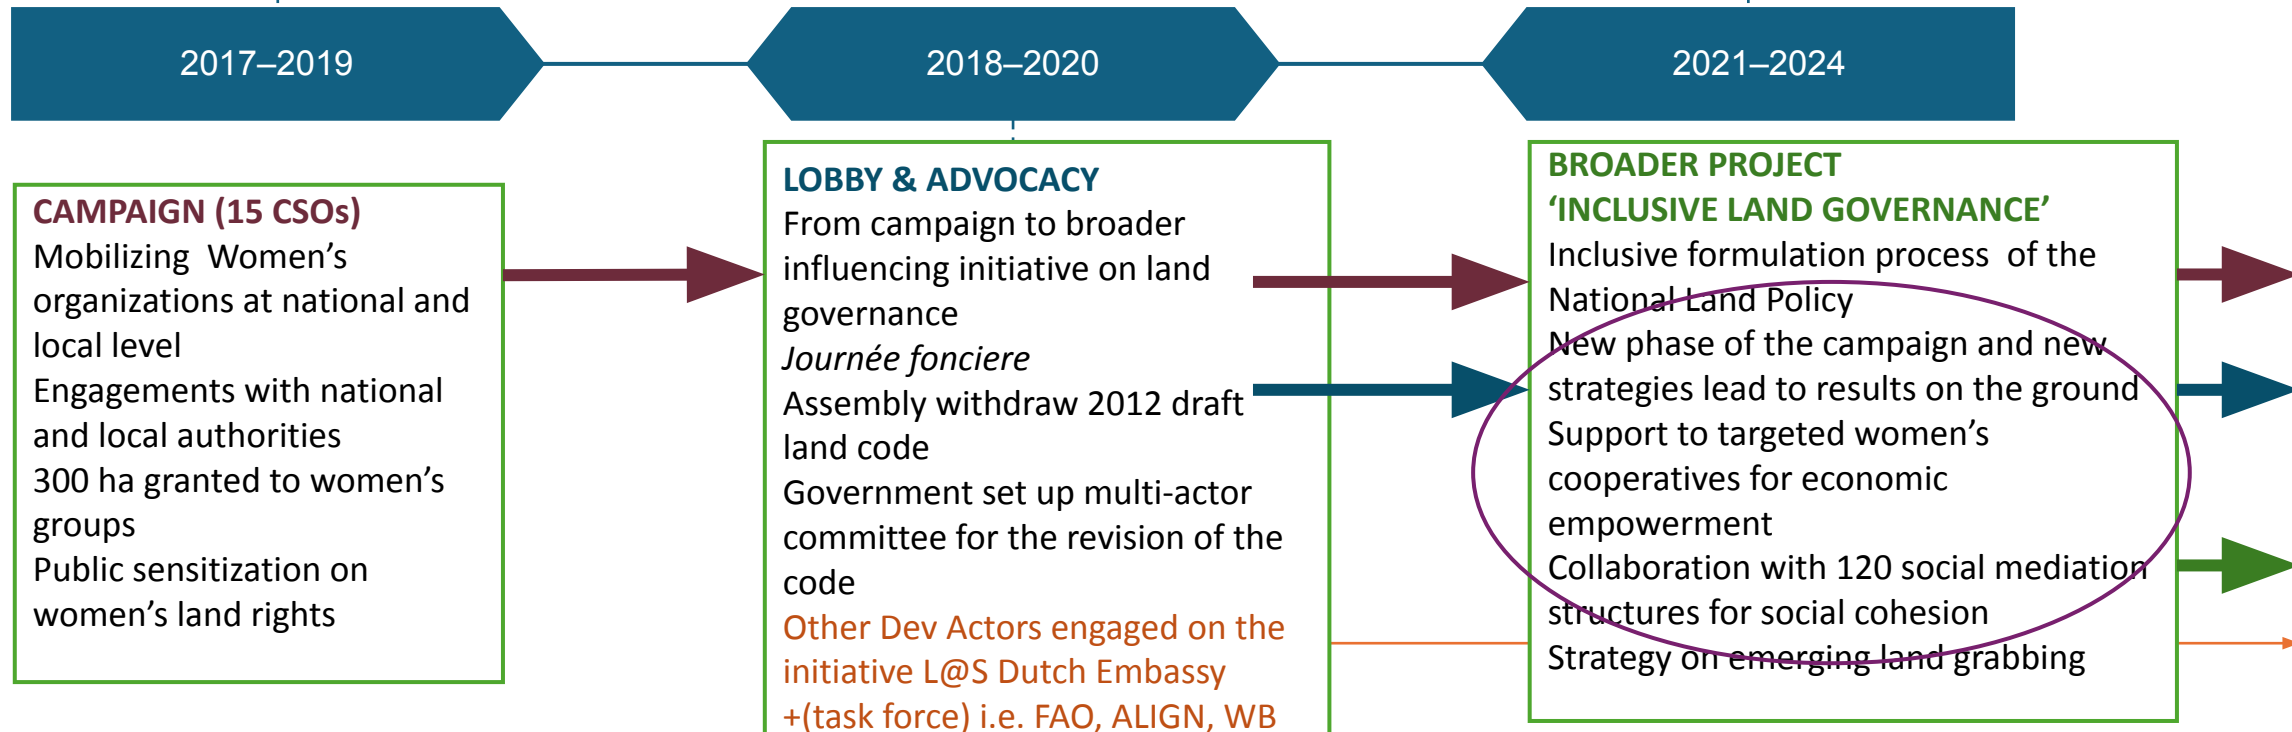 2017–2019
2018–2020
2021–2024
CAMPAIGN (15 CSOs)
Mobilizing  Women’s
organizations at national and
local level
Engagements with national
and local authorities
300 ha granted to women’s
groups
Public sensitization on
women’s land rights
LOBBY & ADVOCACY
From campaign to broader
influencing initiative on land
governance
Journée fonciere
Assembly withdraw 2012 draft
land code
Government set up multi-actor
committee for the revision of the
code
Other Dev Actors engaged on the
initiative L@S Dutch Embassy
+(task force) i.e. FAO, ALIGN, WB
BROADER PROJECT
‘INCLUSIVE LAND GOVERNANCE’
Inclusive formulation process  of the
National Land Policy
New phase of the campaign and new
strategies lead to results on the ground
Support to targeted women’s
cooperatives for economic
empowerment
Collaboration with 120 social mediation
structures for social cohesion
Strategy on emerging land grabbing